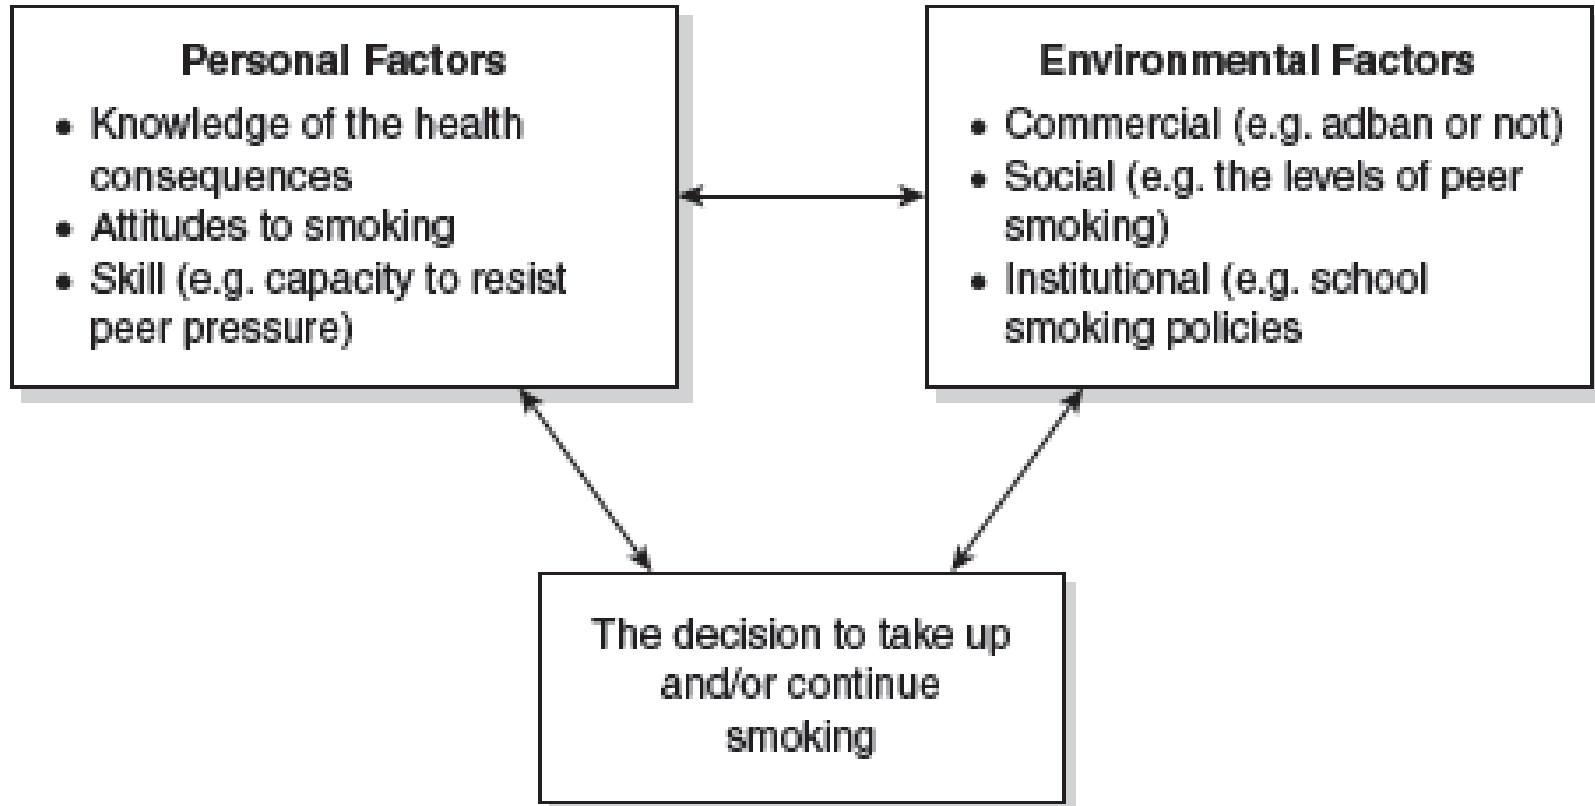 Personal Factors
• Knowledge of the health
consequences
• Attitudes to smoking
• Skill (e.g. capacity to resist
peer pressure)
Environmental Factors
• Commercial (e.g. adban or not)
• Social (e.g. the levels of peer
smoking)
• Institutional (e.g. school
smoking policies
The decision to take up
and/or continue
smoking